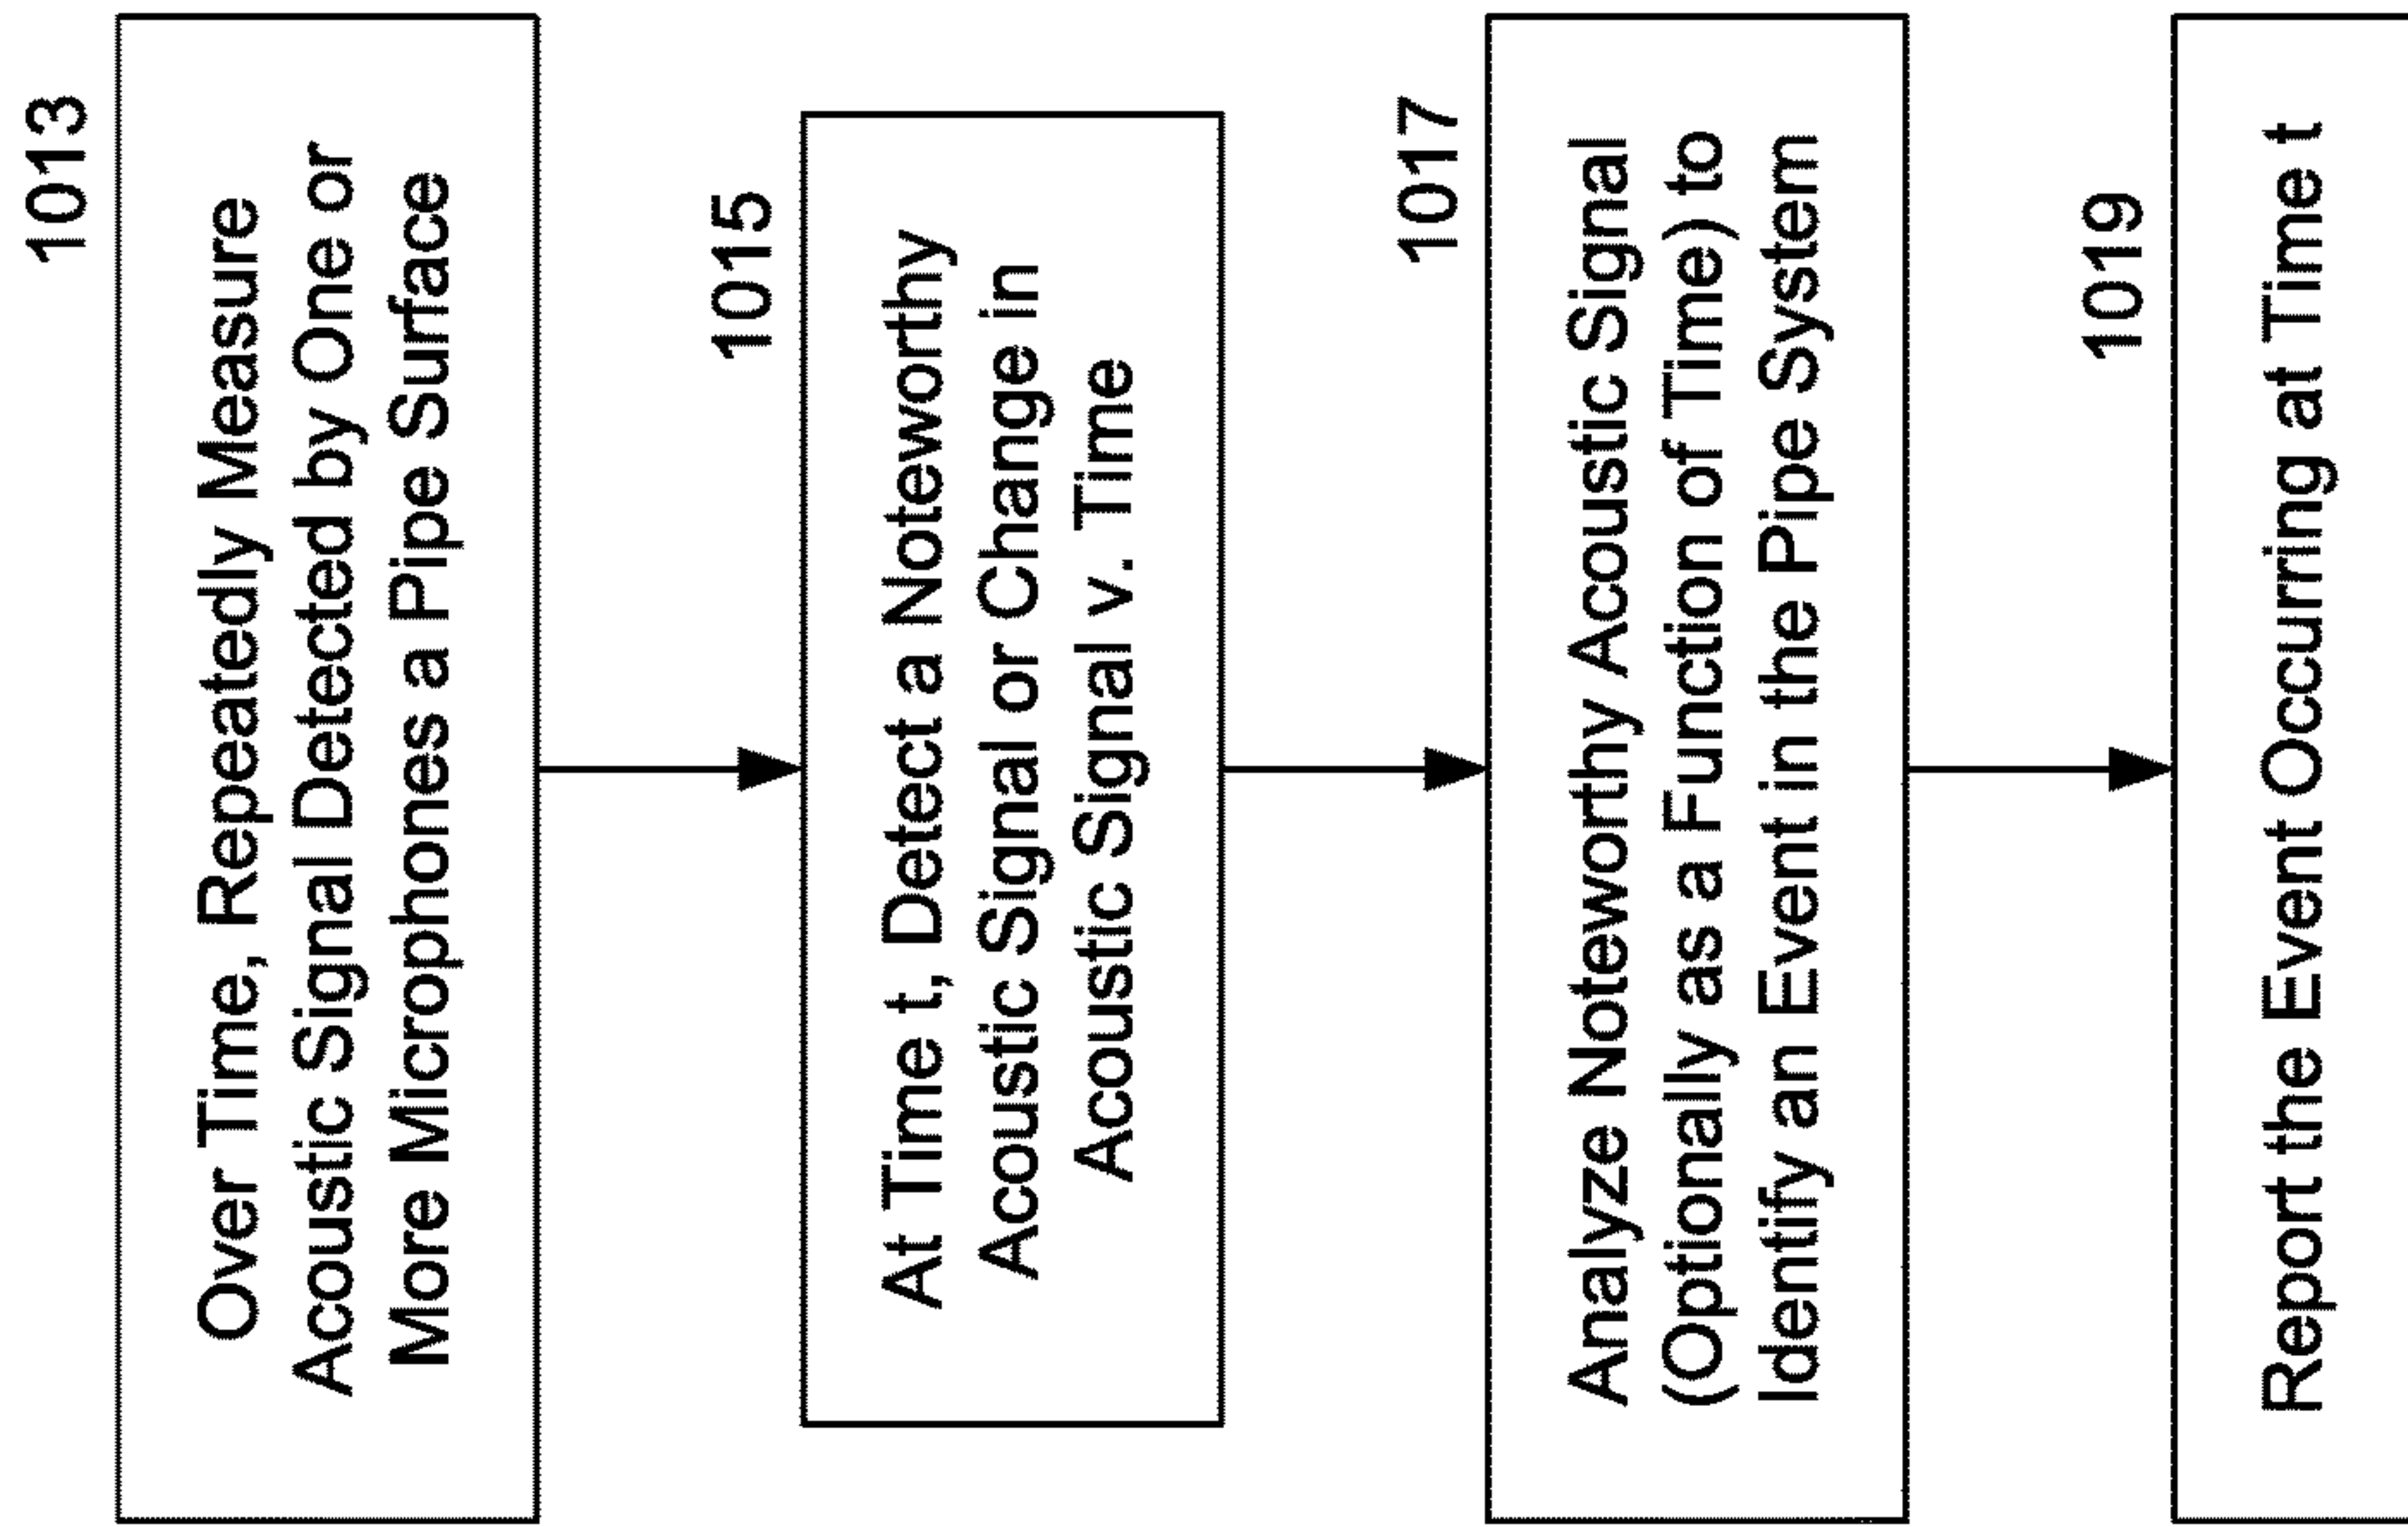 1013
Over Time, Repeatedly Measure
Acoustic Signal Detected by One or
More Microphones a Pipe Surface
1015
At Time t, Detect a Noteworthy
Acoustic Signal or Change in
Acoustic Signal v. Time
1017
Analyze Noteworthy Acoustic Signal
(Optionally as a Function of Time) to
Identify an Event in the Pipe System
1019
Report the Event Occurring at Time t